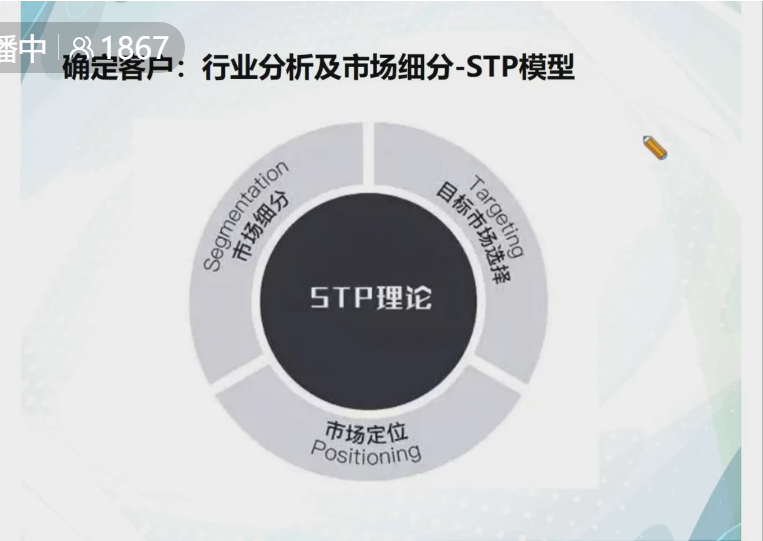 播中 1867
确定客户：行业分析及市场细分-STP模型
Segmentation
市场细分
Targeting
目标市场选择
STP理论
市场定位
Positioning